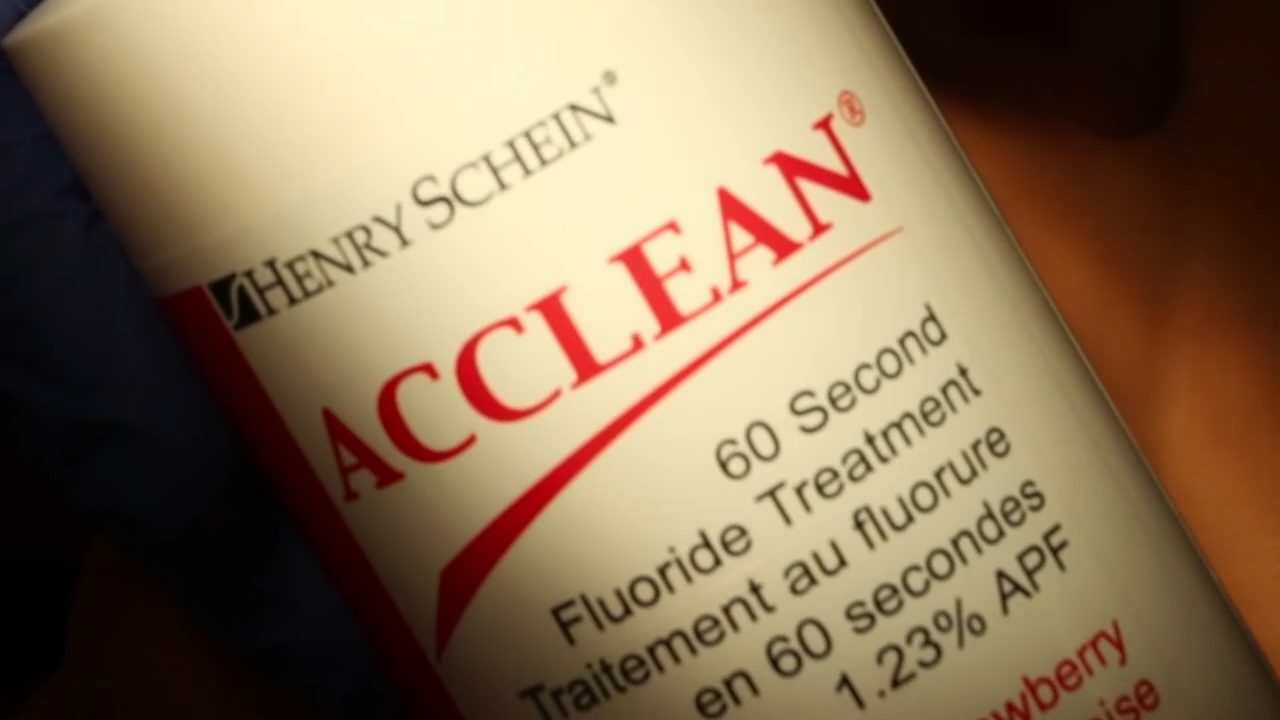 HENRY SCHEIN®
ACCLEAN®
60 Second
Fluoride Treatment
Traitement au fluorure
en 60 secondes
1.23% APF